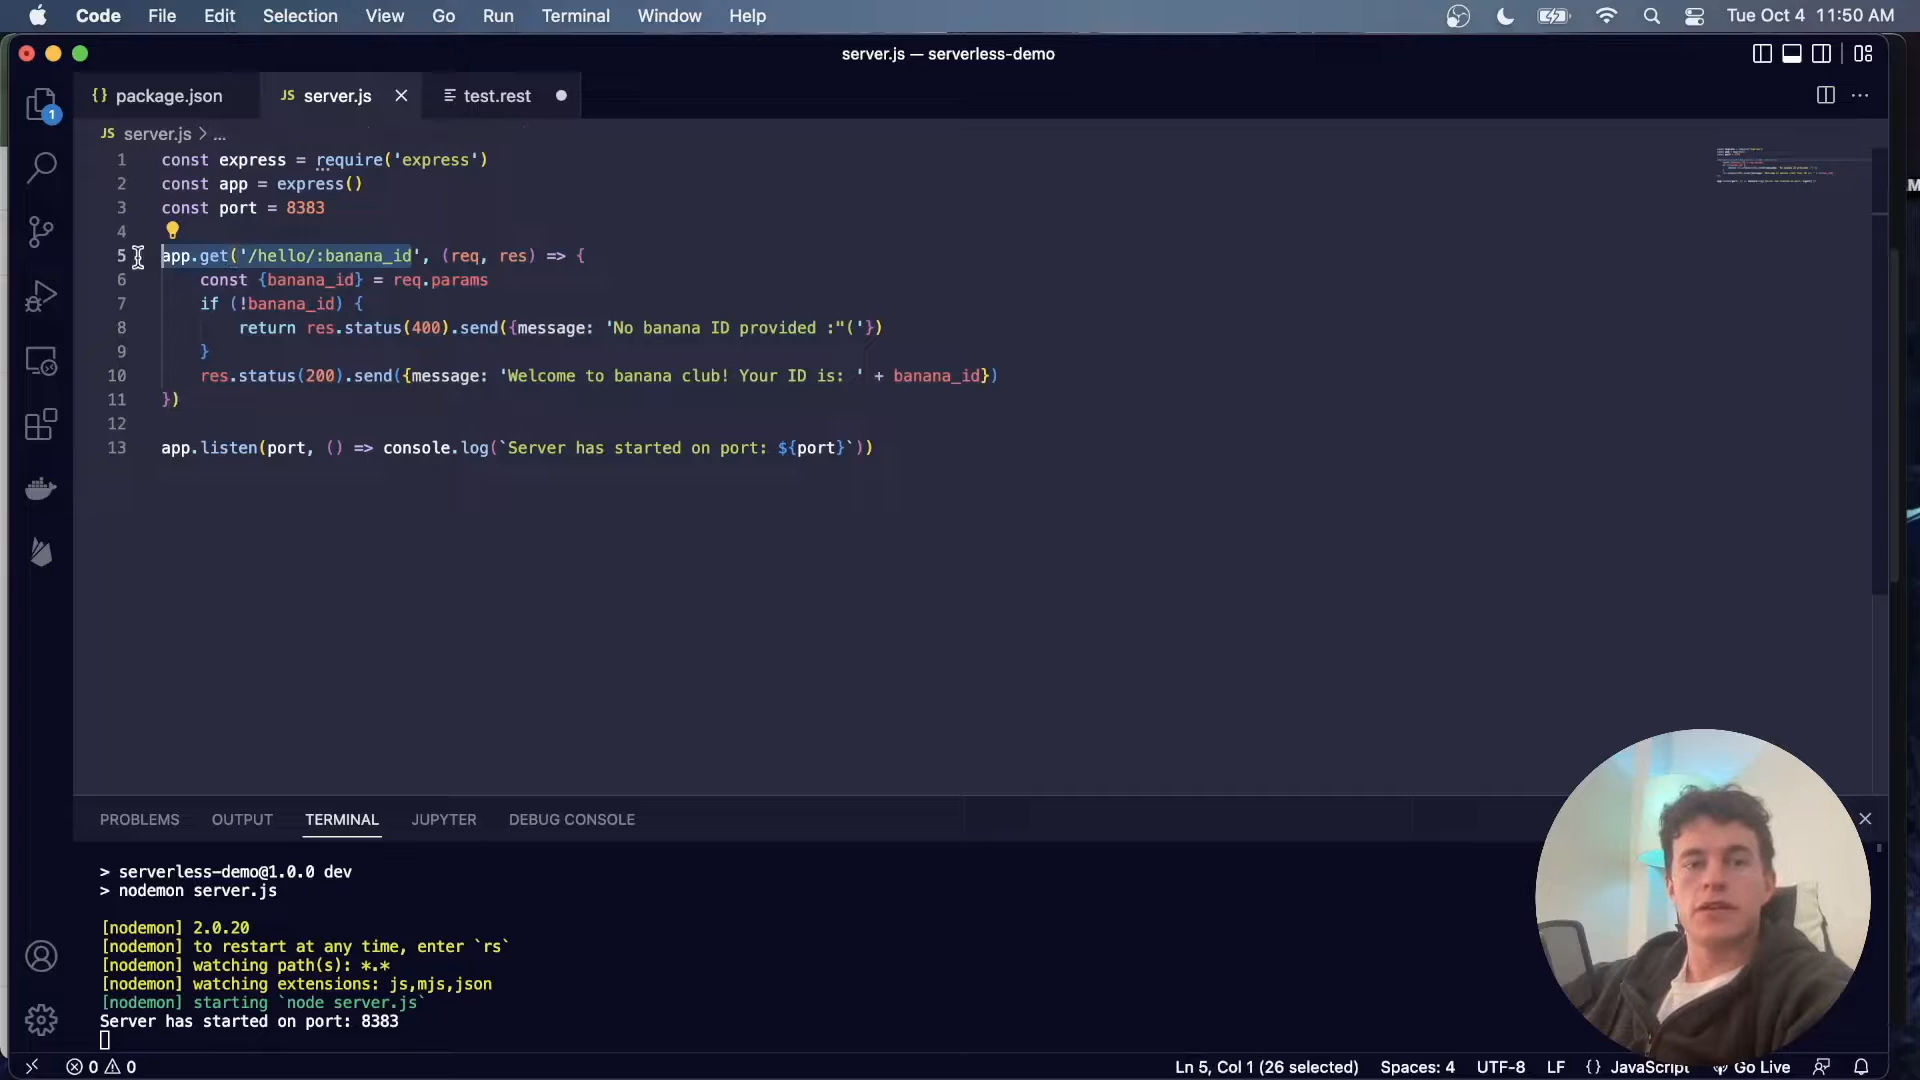 Code File Edit Selection View Go Run Terminal Window Help Tue Oct 4 11:50 AM
server.js — serverless-demo
{} package.json JS server.js test.rest
1
JS server.js > ...
1 const express = require('express')
2 const app = express()
3 const port = 8383
4
5 app.get('/hello/:banana_id', (req, res) => {
6 const {banana_id} = req.params
7 if (!banana_id) {
8 return res.status(400).send({message: 'No banana ID provided :"('})
9 }
10 res.status(200).send({message: 'Welcome to banana club! Your ID is: ' + banana_id})
11 })
12
13 app.listen(port, () => console.log(`Server has started on port: ${port}`))
PROBLEMS OUTPUT TERMINAL JUPYTER DEBUG CONSOLE
> serverless-demo@1.0.0 dev
> nodemon server.js
[nodemon] 2.0.20
[nodemon] to restart at any time, enter `rs`
[nodemon] watching path(s): *.*
[nodemon] watching extensions: js,mjs,json
[nodemon] starting `node server.js`
Server has started on port: 8383
0 0 Ln 5, Col 1 (26 selected) Spaces: 4 UTF-8 LF {} JavaScript Go Live